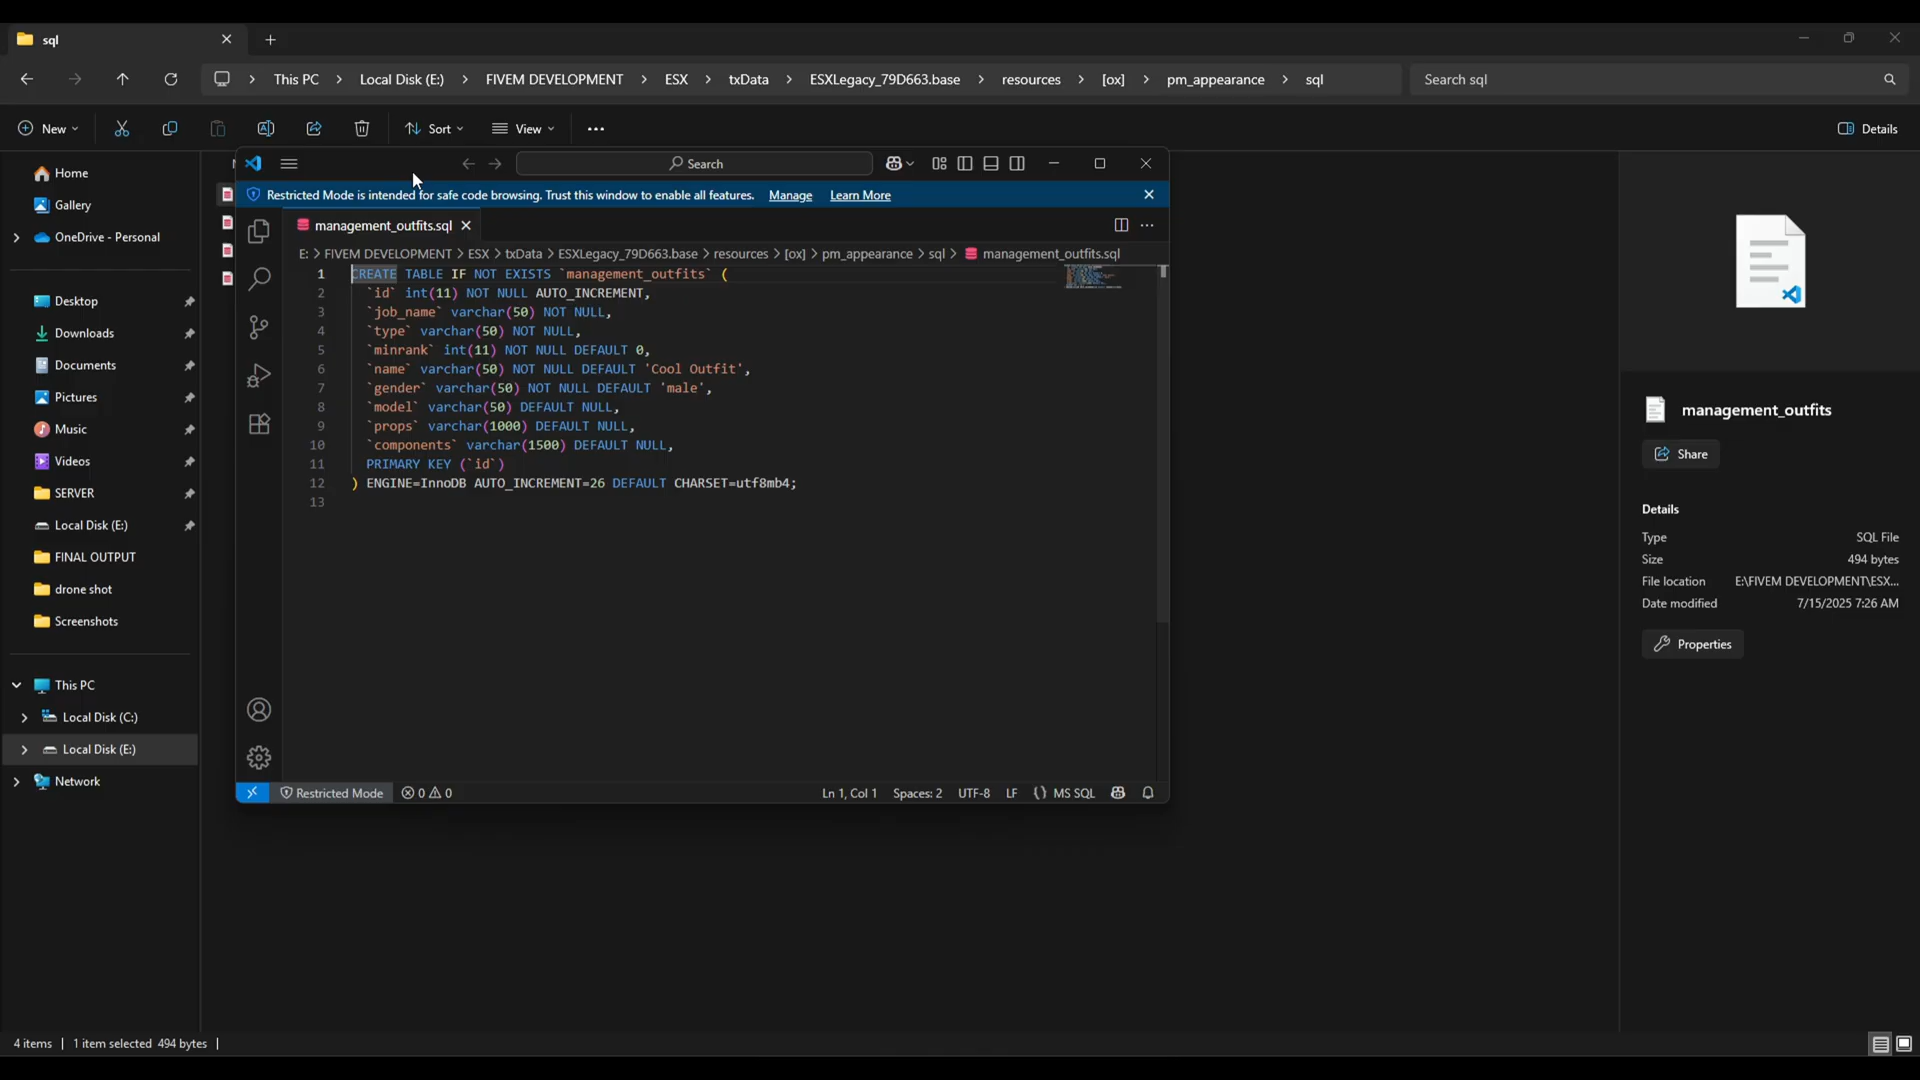 sql
This PC
Local Disk (E:)
FIVEM DEVELOPMENT
ESX
txData
ESXLegacy_79D663.base
resources
[ox]
pm_appearance
sql
Search sql
New
Sort
View
Details
Home
Gallery
OneDrive - Personal
Desktop
Downloads
Documents
Pictures
Music
Videos
SERVER
Local Disk (E:)
FINAL OUTPUT
drone shot
Screenshots
This PC
Local Disk (C:)
Local Disk (E:)
Network
Search
Restricted Mode is intended for safe code browsing. Trust this window to enable all features. Manage Learn More
management_outfits.sql
E: > FIVEM DEVELOPMENT > ESX > txData > ESXLegacy_79D663.base > resources > [ox] > pm_appearance > sql > management_outfits.sql
1 CREATE TABLE IF NOT EXISTS `management_outfits` (
2 `id` int(11) NOT NULL AUTO_INCREMENT,
3 `job_name` varchar(50) NOT NULL,
4 `type` varchar(50) NOT NULL,
5 `minrank` int(11) NOT NULL DEFAULT 0,
6 `name` varchar(50) NOT NULL DEFAULT 'Cool Outfit',
7 `gender` varchar(50) NOT NULL DEFAULT 'male',
8 `model` varchar(50) DEFAULT NULL,
9 `props` varchar(1000) DEFAULT NULL,
10 `components` varchar(1500) DEFAULT NULL,
11 PRIMARY KEY (`id`)
12 ) ENGINE=InnoDB AUTO_INCREMENT=26 DEFAULT CHARSET=utf8mb4;
13
Restricted Mode 0 0 Ln 1, Col 1 Spaces: 2 UTF-8 LF {} MS SQL
management_outfits
Share
Details
Type SQL File
Size 494 bytes
File location E:\FIVEM DEVELOPMENT\ESX...
Date modified 7/15/2025 7:26 AM
Properties
4 items | 1 item selected 494 bytes |